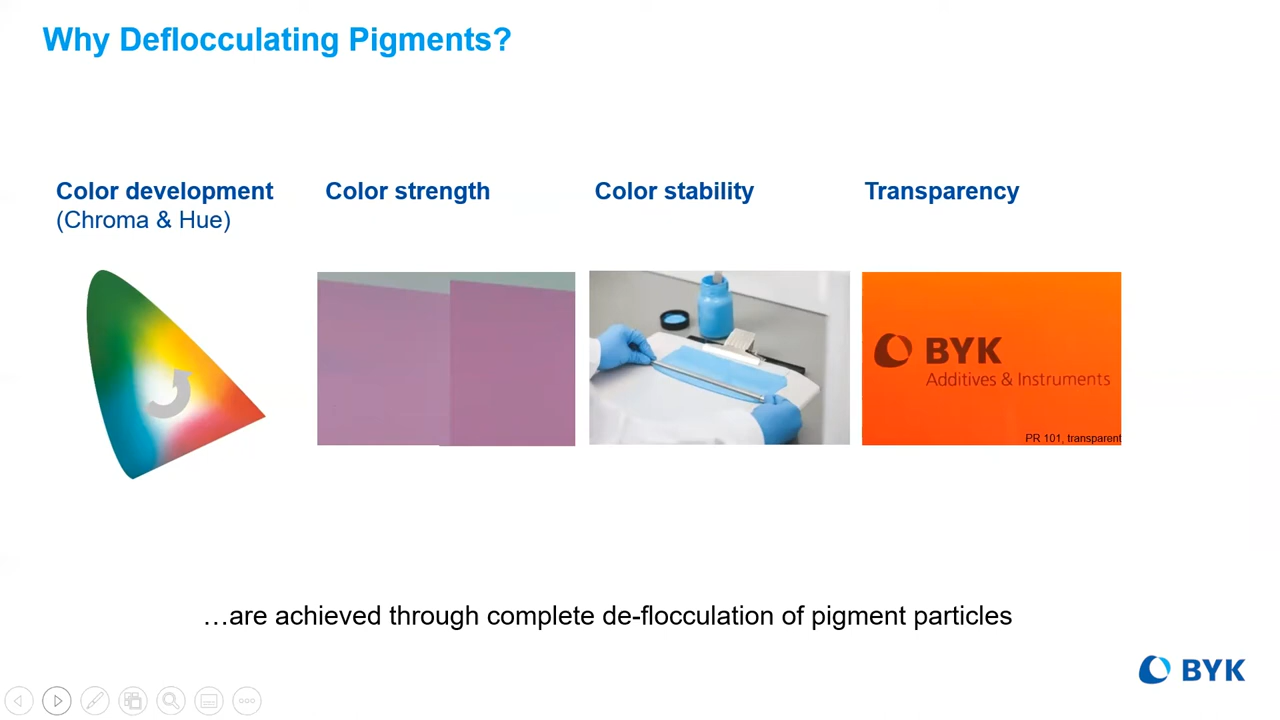 Why Deflocculating Pigments?
Color development
(Chroma & Hue)
Color strength
Color stability
Transparency
BYK
Additives & Instruments
PR 101, transparent
…are achieved through complete de-flocculation of pigment particles
BYK